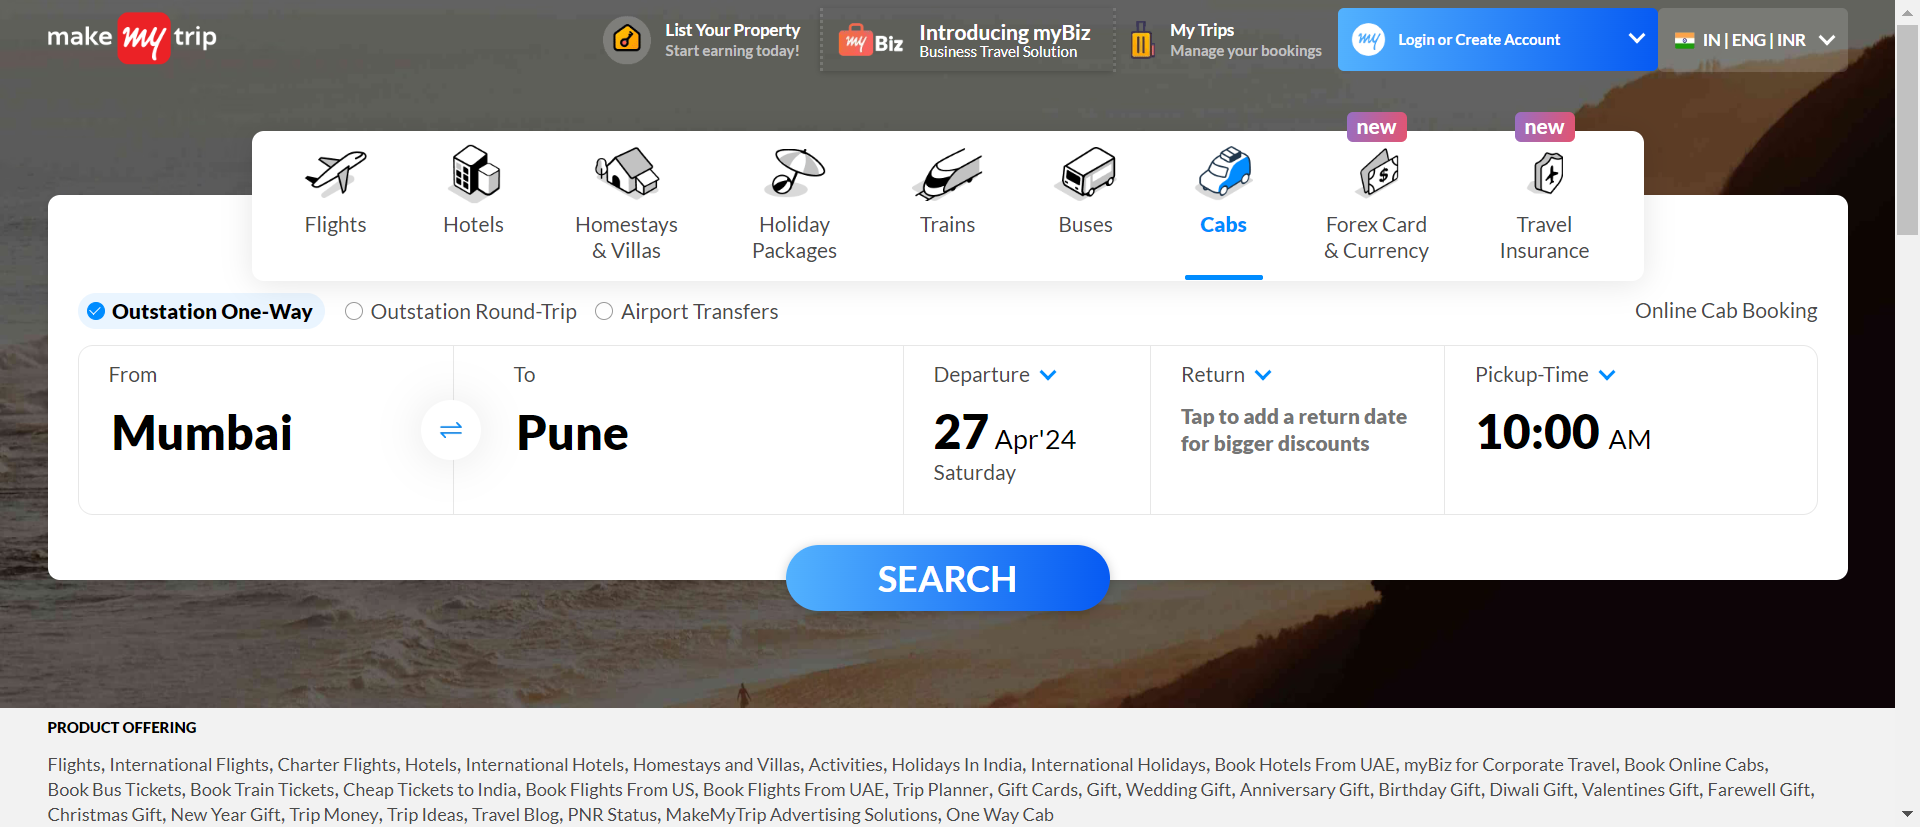 make my trip
List Your Property
Start earning today!
my Biz
Introducing myBiz
Business Travel Solution
My Trips
Manage your bookings
my
Login or Create Account
IN | ENG | INR
new
new
Flights
Hotels
Homestays
& Villas
Holiday
Packages
Trains
Buses
Cabs
Forex Card
& Currency
Travel
Insurance
Outstation One-Way
Outstation Round-Trip
Airport Transfers
Online Cab Booking
From
Mumbai
To
Pune
Departure
27 Apr'24
Saturday
Return
Tap to add a return date
for bigger discounts
Pickup-Time
10:00 AM
SEARCH
PRODUCT OFFERING
Flights, International Flights, Charter Flights, Hotels, International Hotels, Homestays and Villas, Activities, Holidays In India, International Holidays, Book Hotels From UAE, myBiz for Corporate Travel, Book Online Cabs,
Book Bus Tickets, Book Train Tickets, Cheap Tickets to India, Book Flights From US, Book Flights From UAE, Trip Planner, Gift Cards, Gift, Wedding Gift, Anniversary Gift, Birthday Gift, Diwali Gift, Valentines Gift, Farewell Gift,
Christmas Gift, New Year Gift, Trip Money, Trip Ideas, Travel Blog, PNR Status, MakeMyTrip Advertising Solutions, One Way Cab